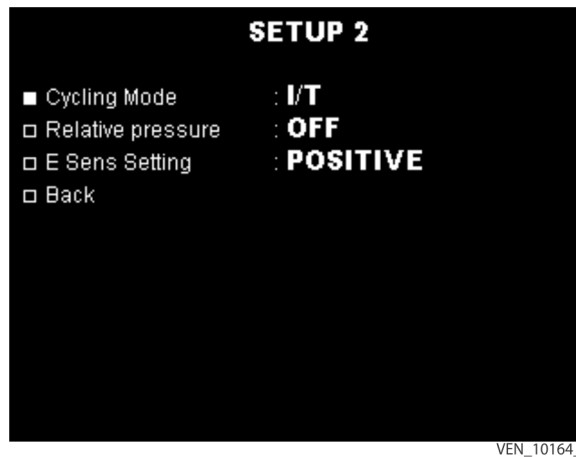 SETUP 2
Cycling Mode : I/T
Relative pressure : OFF
E Sens Setting : POSITIVE
Back
VEN_10164_